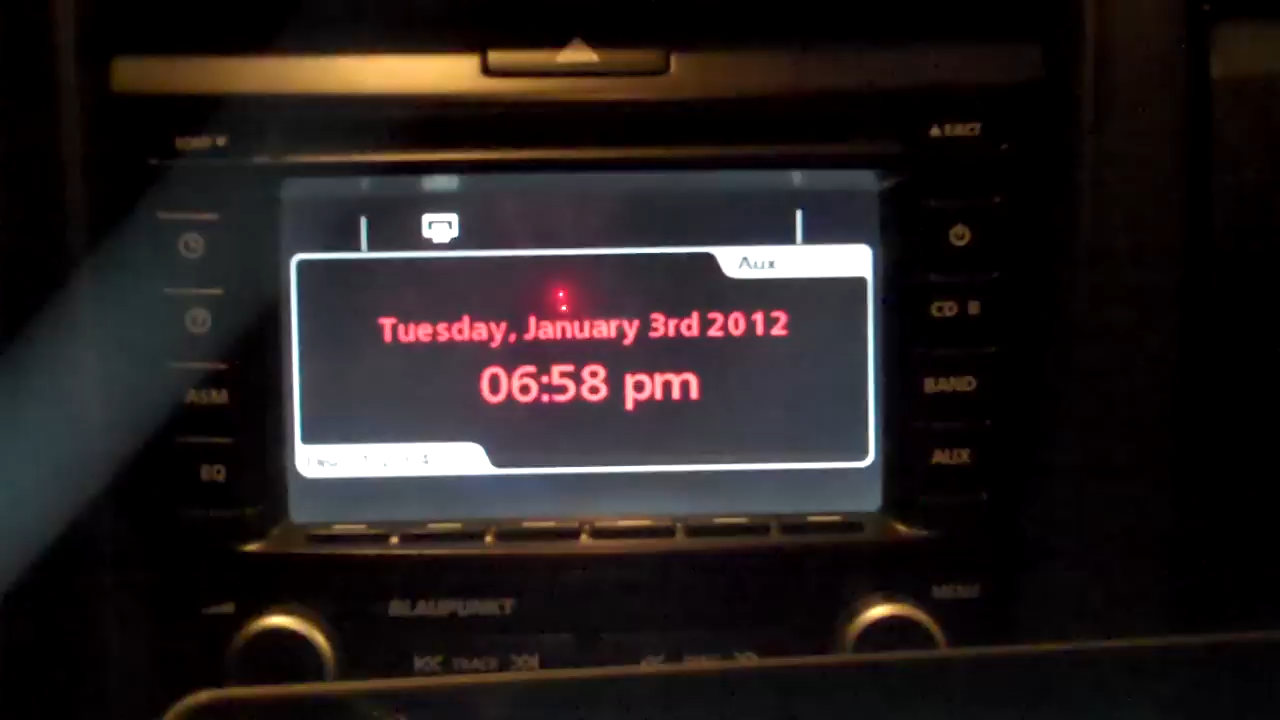 EJECT
Aux
CD
Tuesday, January 3rd 2012
06:58 pm
BAND
ASM
AUX
EQ
MENU
BLAUPUNKT
TRACK